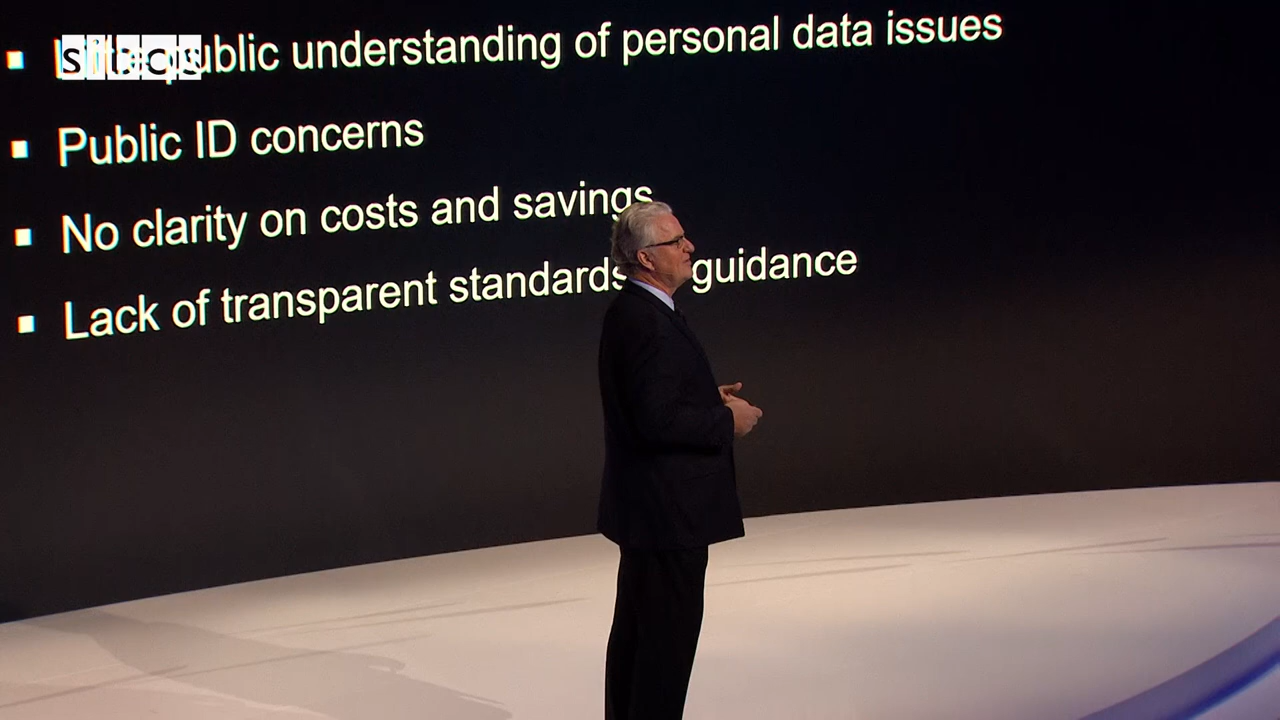 public understanding of personal data issues
Public ID concerns
No clarity on costs and savings
Lack of transparent standards guidance